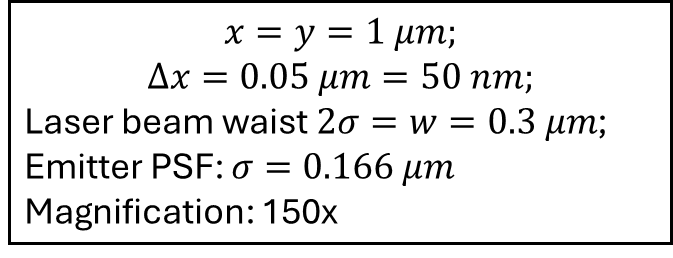 x = y = 1 μm;
Δx = 0.05 μm = 50 nm;
Laser beam waist 2σ = w = 0.3 μm;
Emitter PSF: σ = 0.166 μm
Magnification: 150x